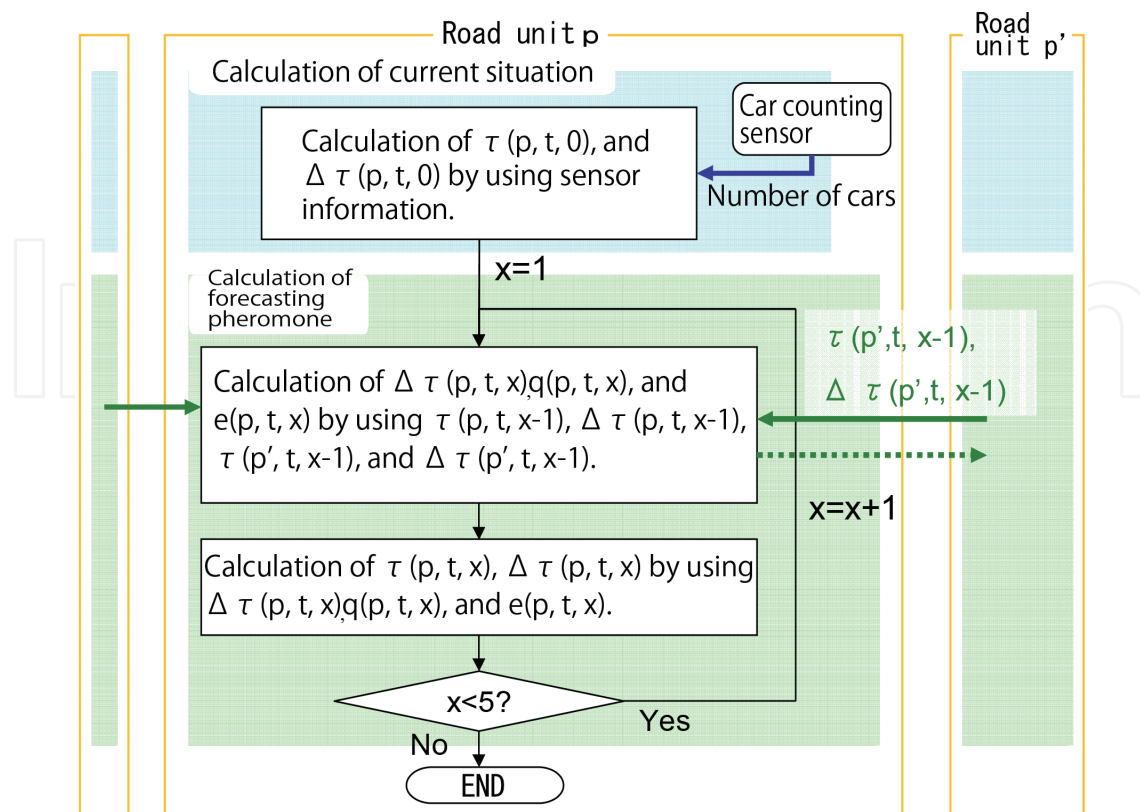 Road unit p
Road
unit p’
Calculation of current situation
Car counting
sensor
Calculation of τ (p, t, 0), and
Δ τ (p, t, 0) by using sensor
information.
Number of cars
x=1
Calculation of
forecasting
pheromone
τ (p’,t, x-1),
Δ τ (p’,t, x-1)
Calculation of Δ τ (p, t, x),q(p, t, x), and
e(p, t, x) by using τ (p, t, x-1), Δ τ (p, t, x-1),
τ (p’, t, x-1), and Δ τ (p’, t, x-1).
x=x+1
Calculation of τ (p, t, x), Δ τ (p, t, x) by using
Δ τ (p, t, x),q(p, t, x), and e(p, t, x).
x<5?
Yes
No
END